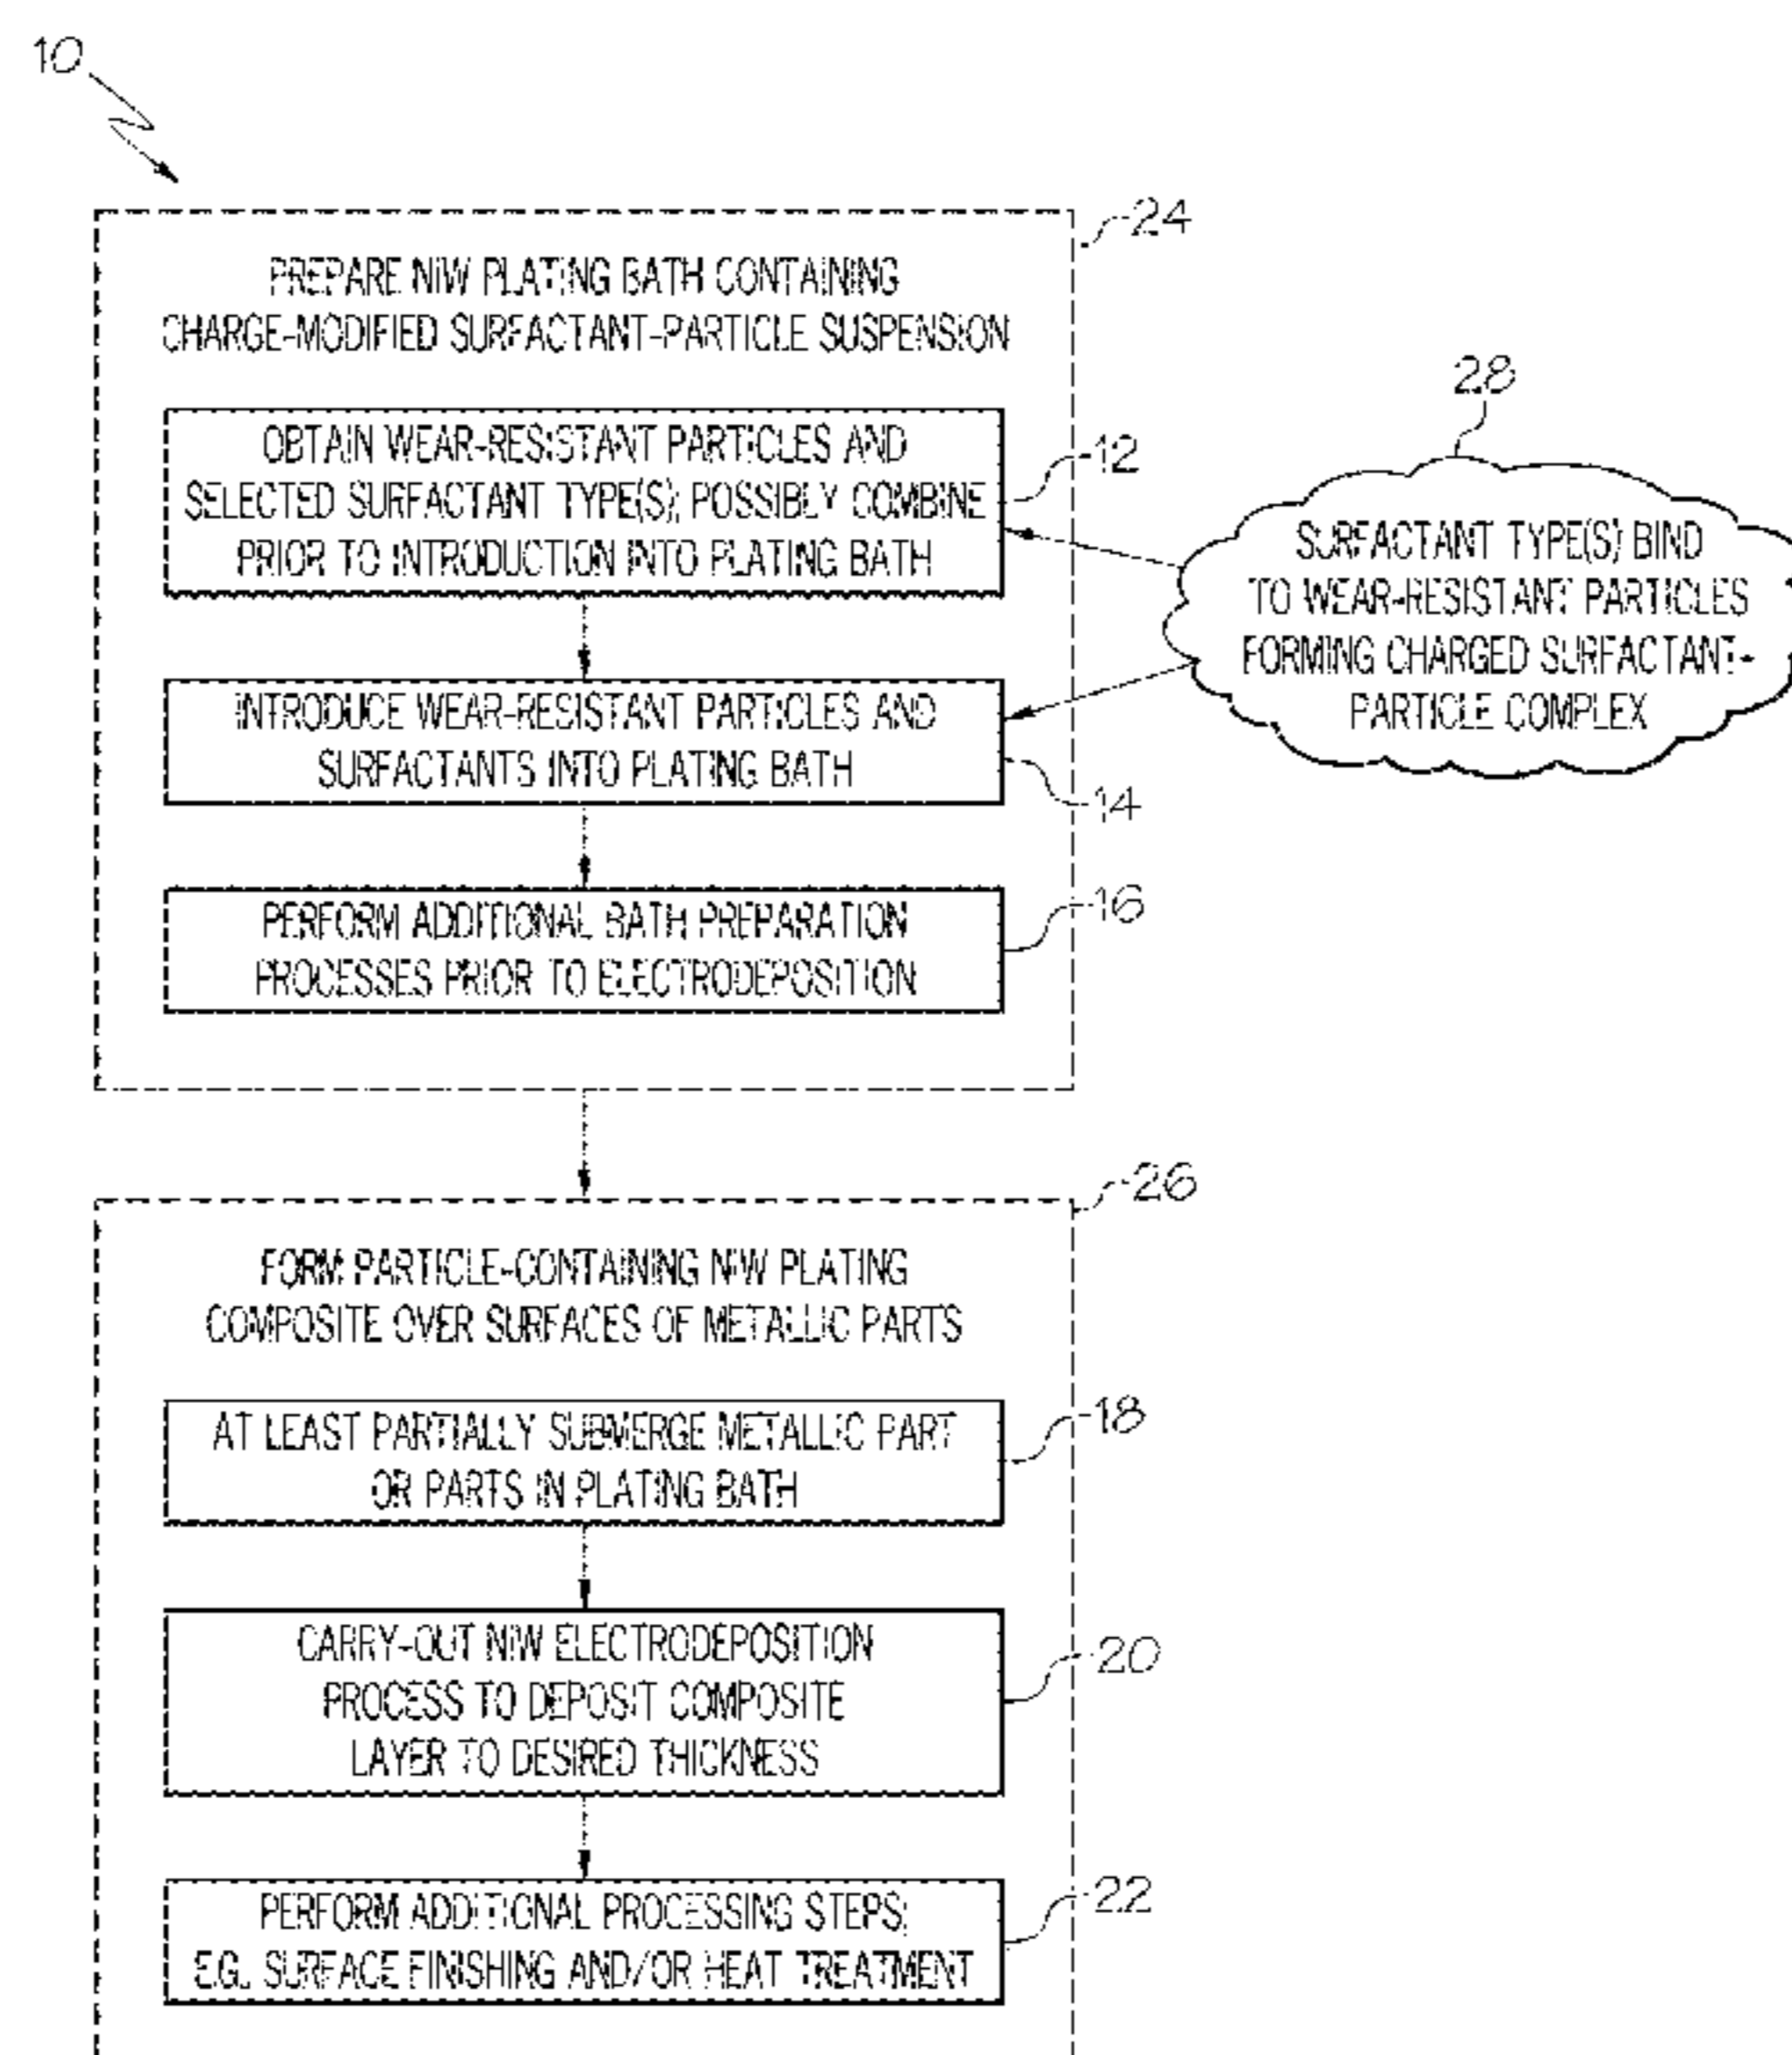 10
24
PREPARE NiW PLATING BATH CONTAINING
CHARGE-MODIFIED SURFACTANT-PARTICLE SUSPENSION
OBTAIN WEAR-RESISTANT PARTICLES AND
SELECTED SURFACTANT TYPE(S); POSSIBLY COMBINE
PRIOR TO INTRODUCTION INTO PLATING BATH
12
28
SURFACTANT TYPE(S) BIND
TO WEAR-RESISTANT PARTICLES
FORMING CHARGED SURFACTANT-
PARTICLE COMPLEX
INTRODUCE WEAR-RESISTANT PARTICLES AND
SURFACTANTS INTO PLATING BATH
14
PERFORM ADDITIONAL BATH PREPARATION
PROCESSES PRIOR TO ELECTRODEPOSITION
16
26
FORM PARTICLE-CONTAINING NiW PLATING
COMPOSITE OVER SURFACES OF METALLIC PARTS
AT LEAST PARTIALLY SUBMERGE METALLIC PART
OR PARTS IN PLATING BATH
18
CARRY-OUT NiW ELECTRODEPOSITION
PROCESS TO DEPOSIT COMPOSITE
LAYER TO DESIRED THICKNESS
20
PERFORM ADDITIONAL PROCESSING STEPS,
E.G., SURFACE FINISHING AND/OR HEAT TREATMENT
22